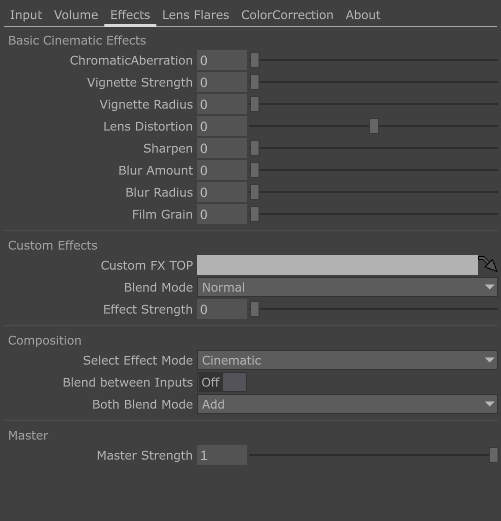 Input Volume Effects Lens Flares ColorCorrection About
Basic Cinematic Effects
ChromaticAberration 0
Vignette Strength 0
Vignette Radius 0
Lens Distortion 0
Sharpen 0
Blur Amount 0
Blur Radius 0
Film Grain 0
Custom Effects
Custom FX TOP
Blend Mode Normal
Effect Strength 0
Composition
Select Effect Mode Cinematic
Blend between Inputs Off
Both Blend Mode Add
Master
Master Strength 1